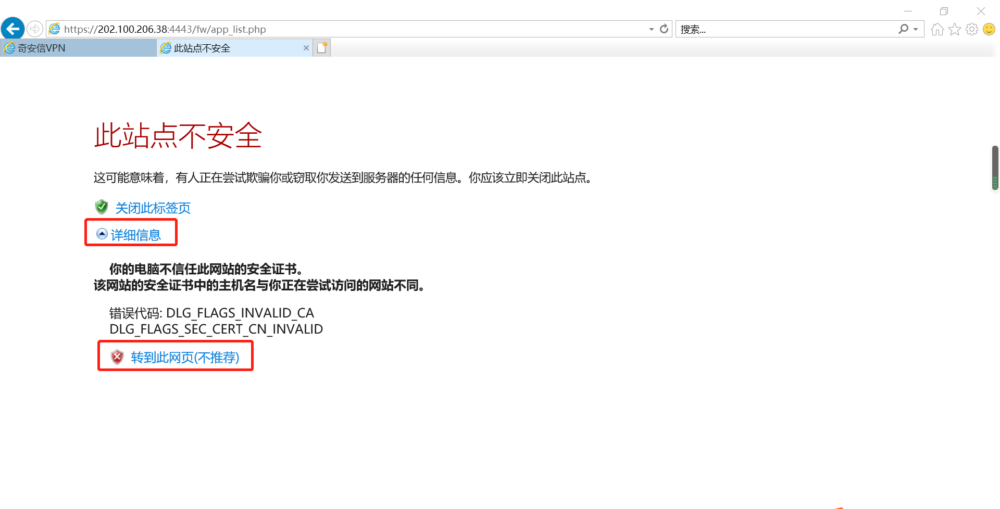 https://202.100.206.38:4443/fw/app_list.php
搜索...
奇安信VPN
此站点不安全
此站点不安全
这可能意味着，有人正在尝试欺骗你或窃取你发送到服务器的任何信息。你应该立即关闭此站点。
关闭此标签页
详细信息
你的电脑不信任此网站的安全证书。
该网站的安全证书中的主机名与你正在尝试访问的网站不同。
错误代码: DLG_FLAGS_INVALID_CA
DLG_FLAGS_SEC_CERT_CN_INVALID
转到此网页(不推荐)